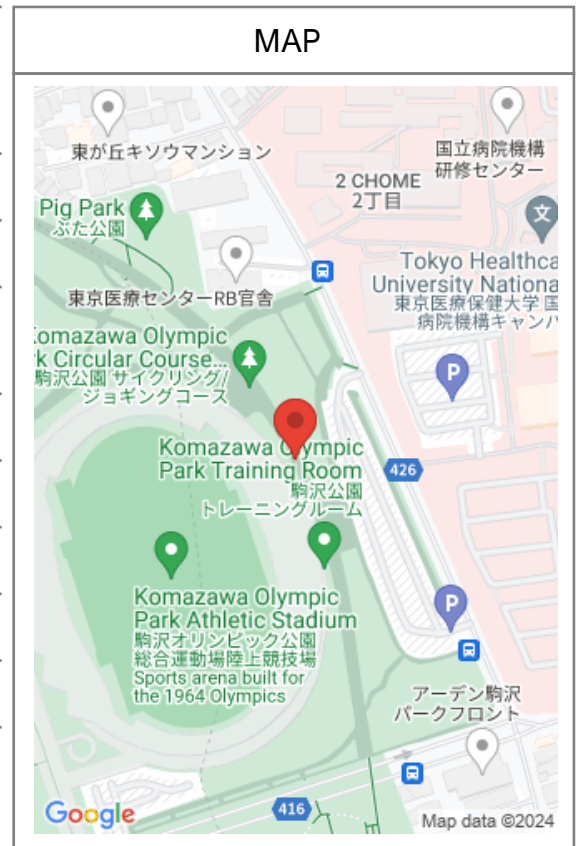 MAP
東が丘キソウマンション
国立病院機構
研修センター
2 CHOME
2丁目
Pig Park
ぶた公園
東京医療センターRB官舎
Tokyo Healthca
University Nationa
東京医療保健大学 国
病院機構キャンパ
omazawa Olympic
k Circular Course...
駒沢公園 サイクリング/
ジョギングコース
P
Komazawa Olympic
Park Training Room
駒沢公園
トレーニングルーム
426
Komazawa Olympic
Park Athletic Stadium
駒沢オリンピック公園
総合運動場陸上競技場
Sports arena built for
the 1964 Olympics
P
アーデン駒沢
パークフロント
416
Google
Map data ©2024
文